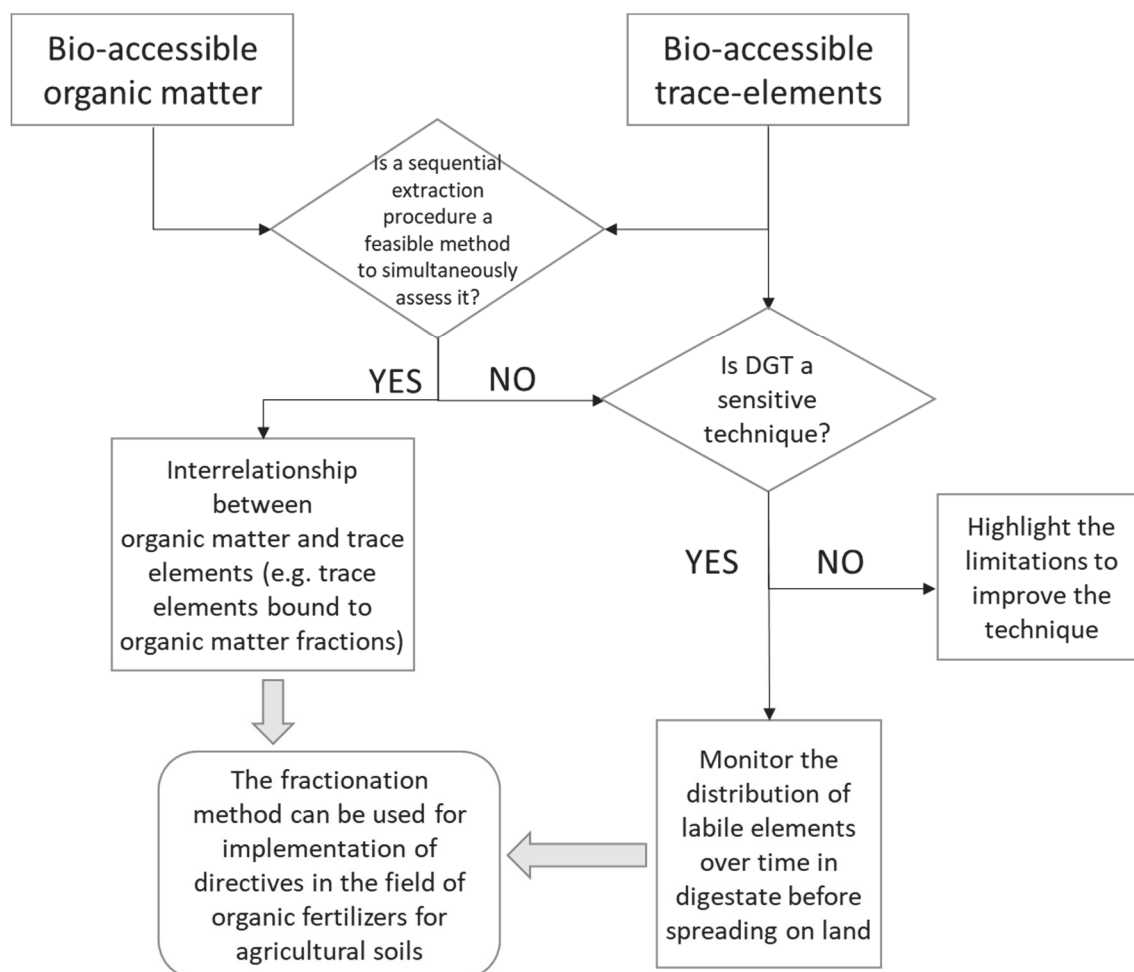 Bio-accessible
organic matter
Bio-accessible
trace-elements
Is a sequential
extraction
procedure a
feasible method
to simultaneously
assess it?
YES
NO
Is DGT a
sensitive
technique?
Interrelationship
between
organic matter and trace
elements (e.g. trace
elements bound to
organic matter fractions)
YES
NO
Highlight the
limitations to
improve the
technique
The fractionation
method can be used for
implementation of
directives in the field of
organic fertilizers for
agricultural soils
Monitor the
distribution of
labile elements
over time in
digestate before
spreading on land